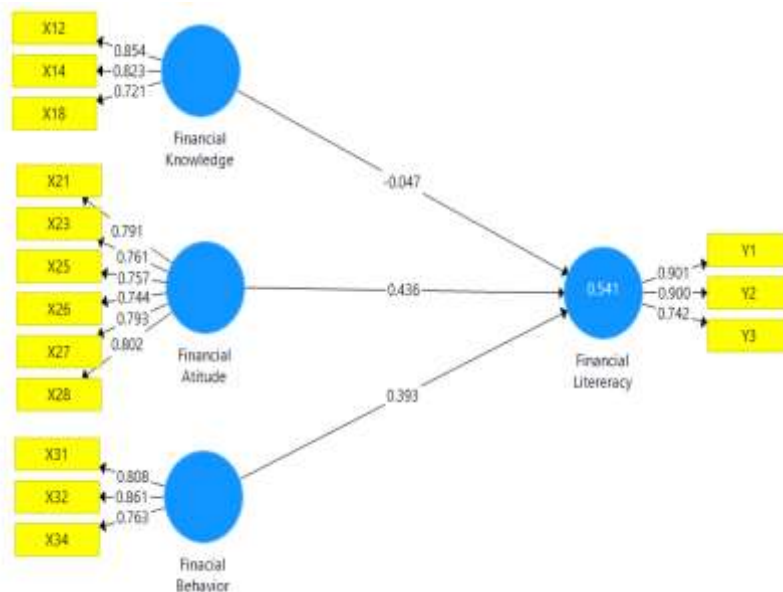 X12
0.854
X14
0.823
X18
0.721
Financial
Knowledge
-0.047
X21
0.791
X23
0.761
X25
0.757
X26
0.744
X27
0.793
X28
0.802
Financial
Atitude
0.436
X31
0.808
X32
0.861
X34
0.763
Finacial
Behavior
0.393
0.541
Financial
Litereracy
0.901
Y1
0.900
Y2
0.742
Y3